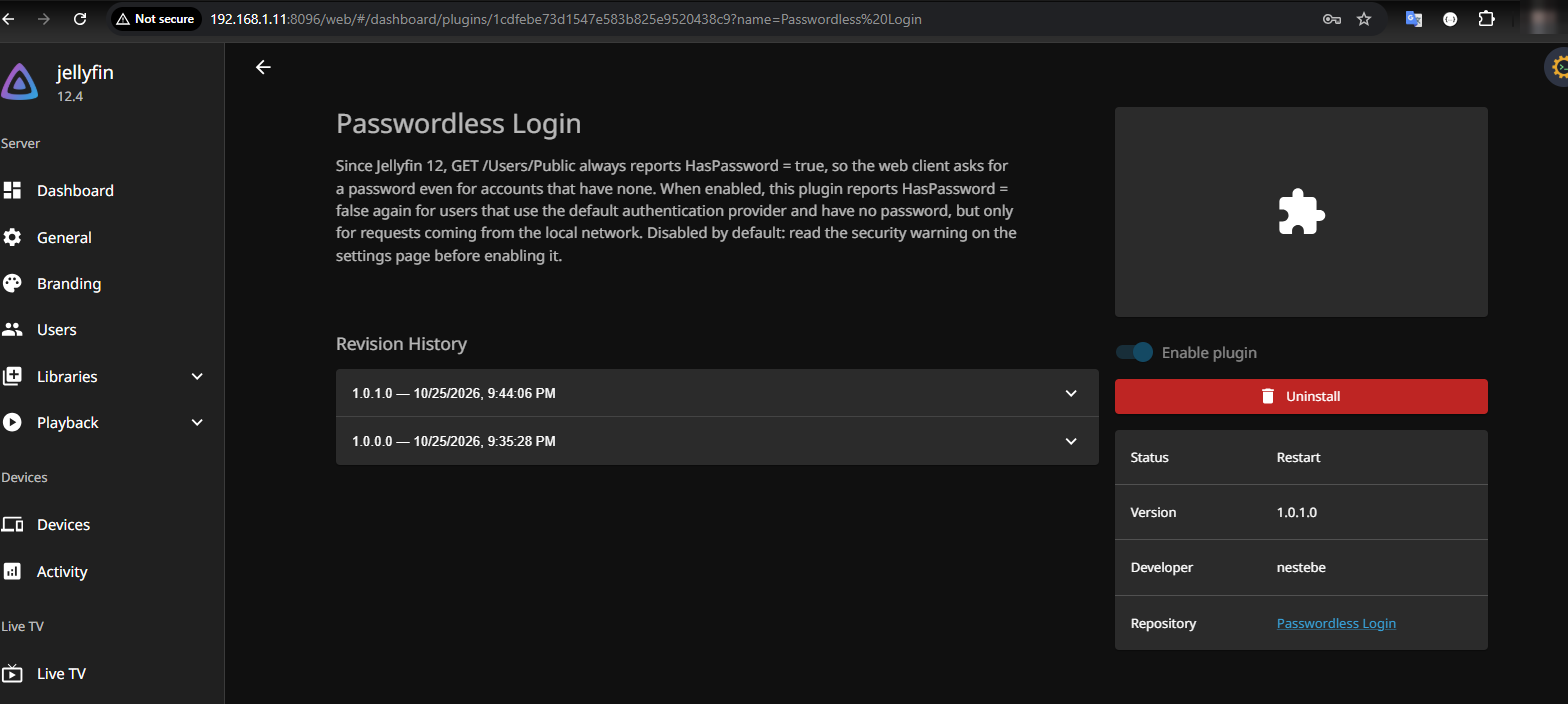 Not secure
192.168.1.11:8096/web/#/dashboard/plugins/1cdfebe73d1547e583b825e9520438c9?name=Passwordless%20Login
jellyfin
12.4
Server
Dashboard
General
Branding
Users
Libraries
Playback
Devices
Devices
Activity
Live TV
Live TV
Passwordless Login
Since Jellyfin 12, GET /Users/Public always reports HasPassword = true, so the web client asks for
a password even for accounts that have none. When enabled, this plugin reports HasPassword =
false again for users that use the default authentication provider and have no password, but only
for requests coming from the local network. Disabled by default: read the security warning on the
settings page before enabling it.
Revision History
1.0.1.0 — 10/25/2026, 9:44:06 PM
1.0.0.0 — 10/25/2026, 9:35:28 PM
Enable plugin
Uninstall
Status Restart
Version 1.0.1.0
Developer nestebe
Repository Passwordless Login